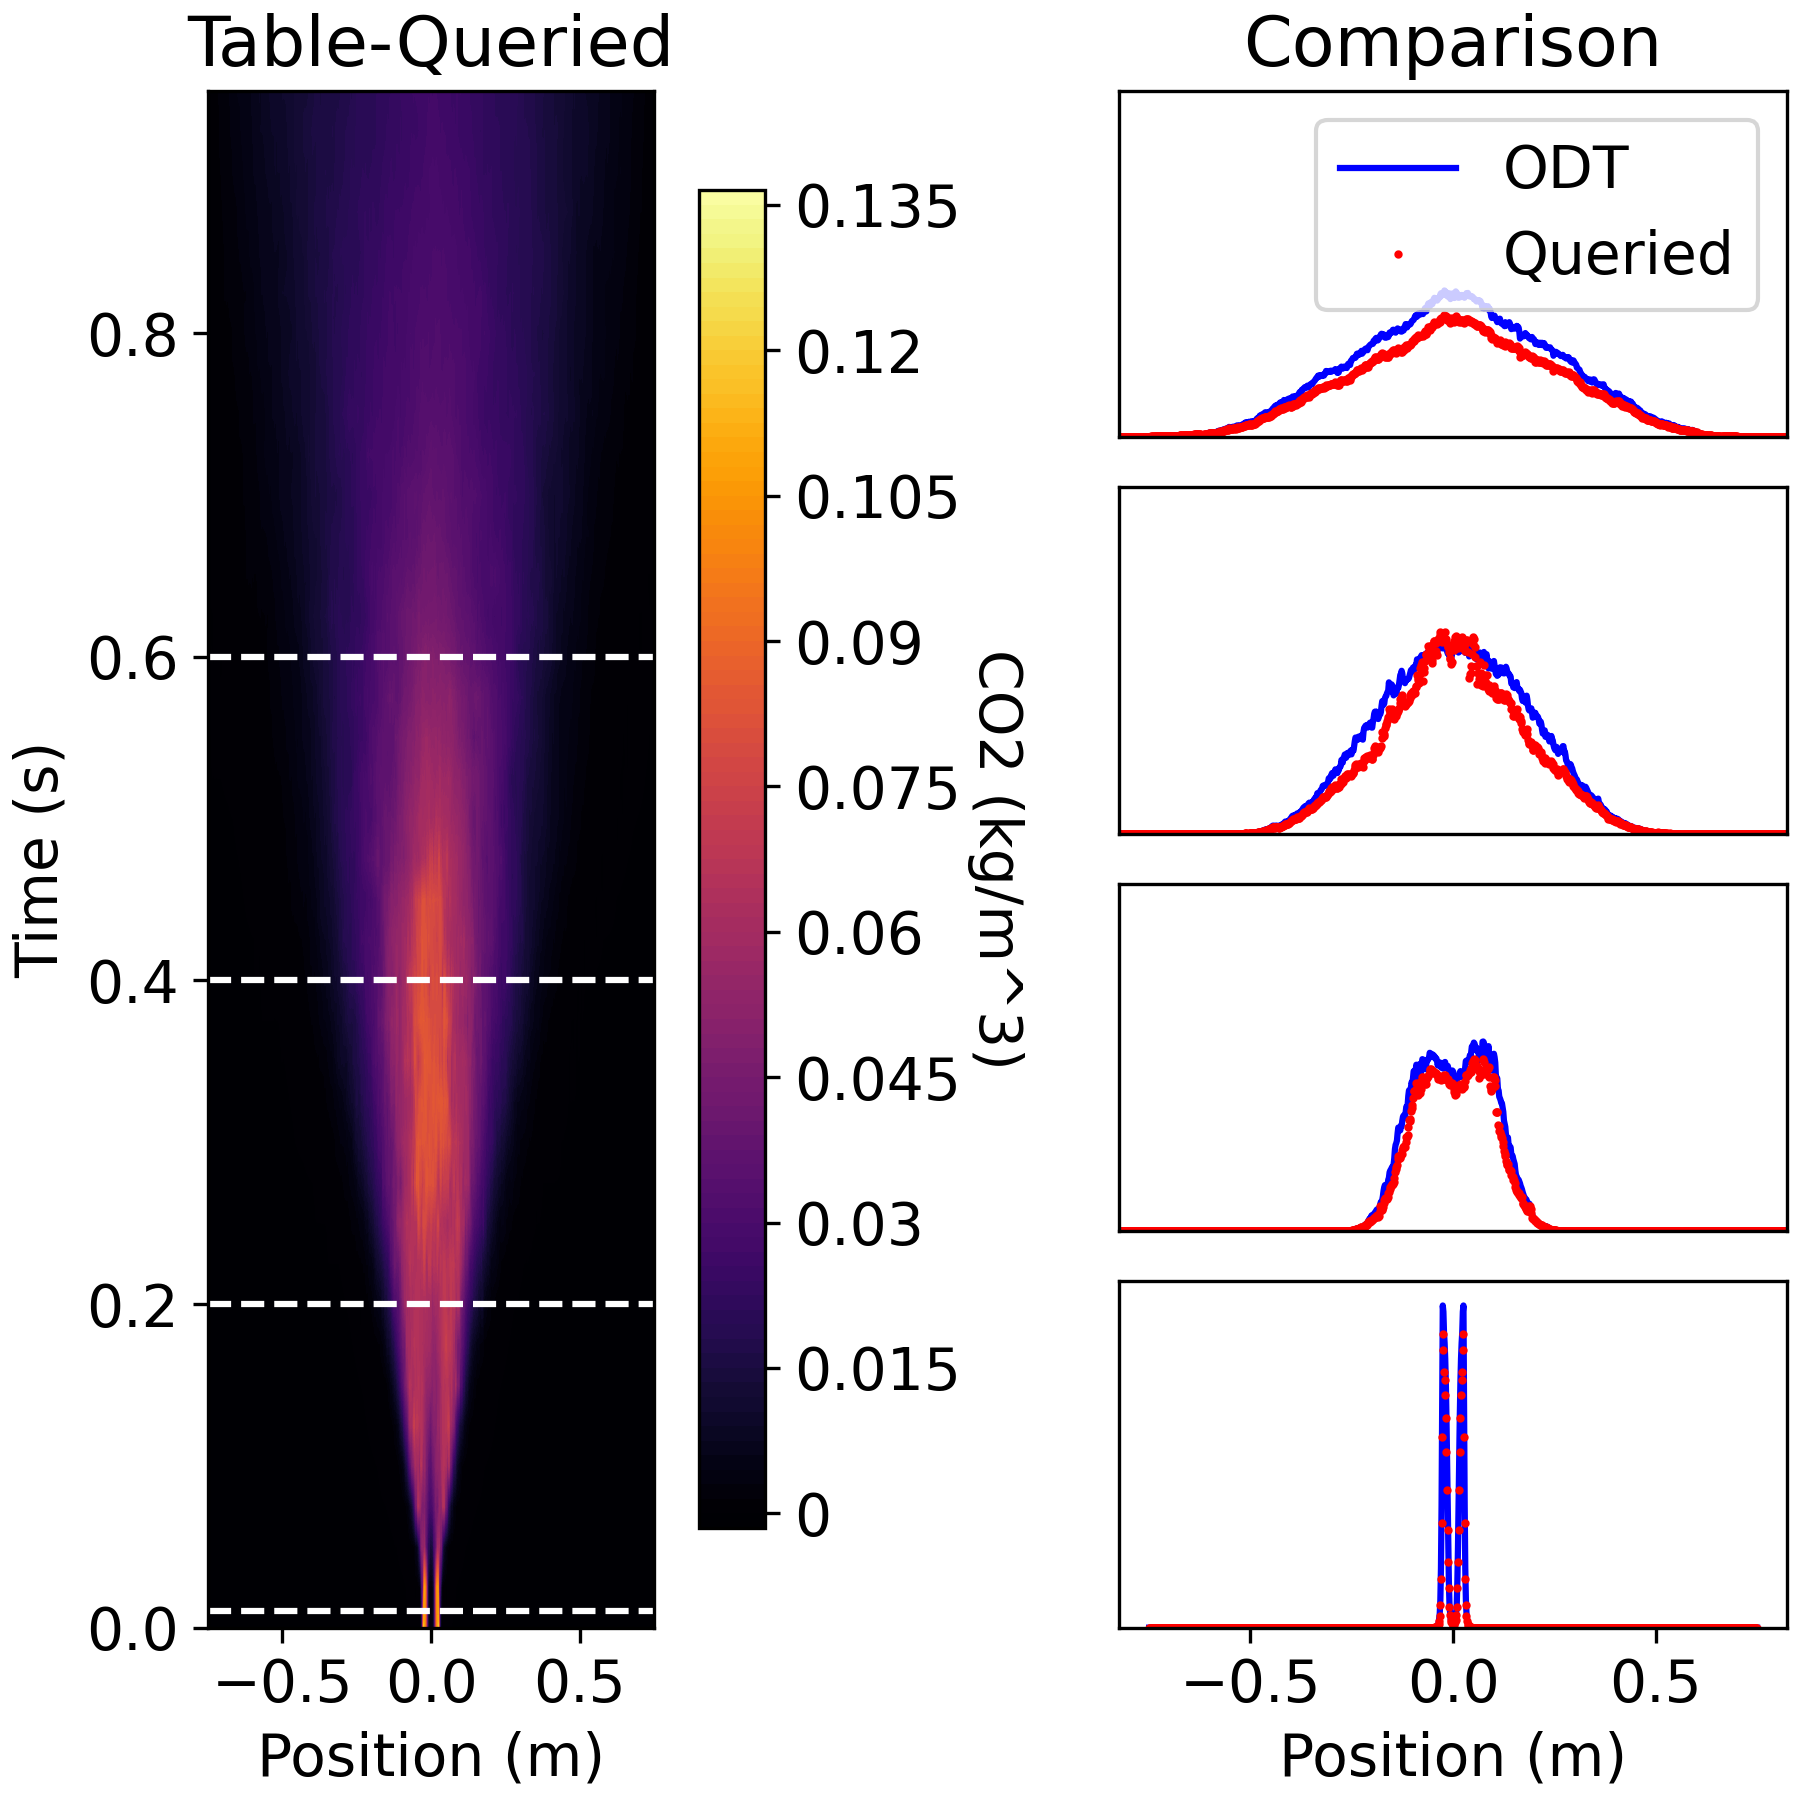 Table-Queried
Time (s)
0.8
0.6
0.4
0.2
0.0
−0.5 0.0 0.5
Position (m)
0.135
0.12
0.105
0.09
0.075
0.06
0.045
0.03
0.015
0
CO2 (kg/m^3)
Comparison
ODT
Queried
−0.5 0.0 0.5
Position (m)